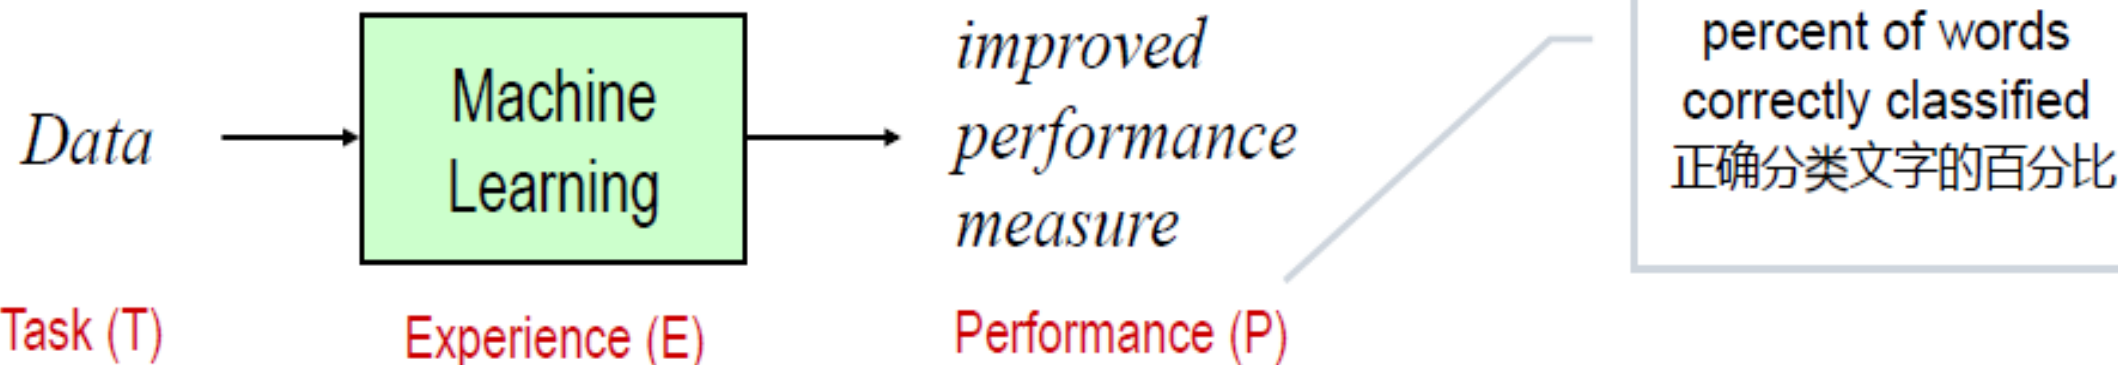 Data
Machine
Learning
improved
performance
measure
percent of words
correctly classified
正确分类文字的百分比
Task (T)
Experience (E)
Performance (P)